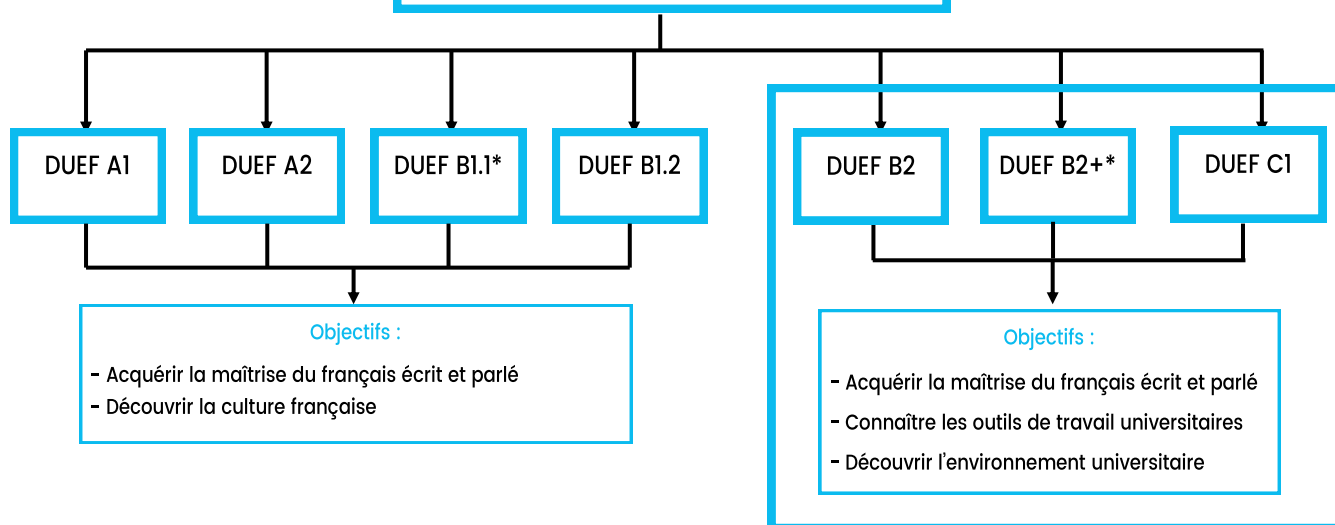 DUEF A1
DUEF A2
DUEF B1.1*
DUEF B1.2
DUEF B2
DUEF B2+*
DUEF C1
Objectifs :
- Acquérir la maîtrise du français écrit et parlé
- Découvrir la culture française
Objectifs :
- Acquérir la maîtrise du français écrit et parlé
- Connaître les outils de travail universitaires
- Découvrir l'environnement universitaire